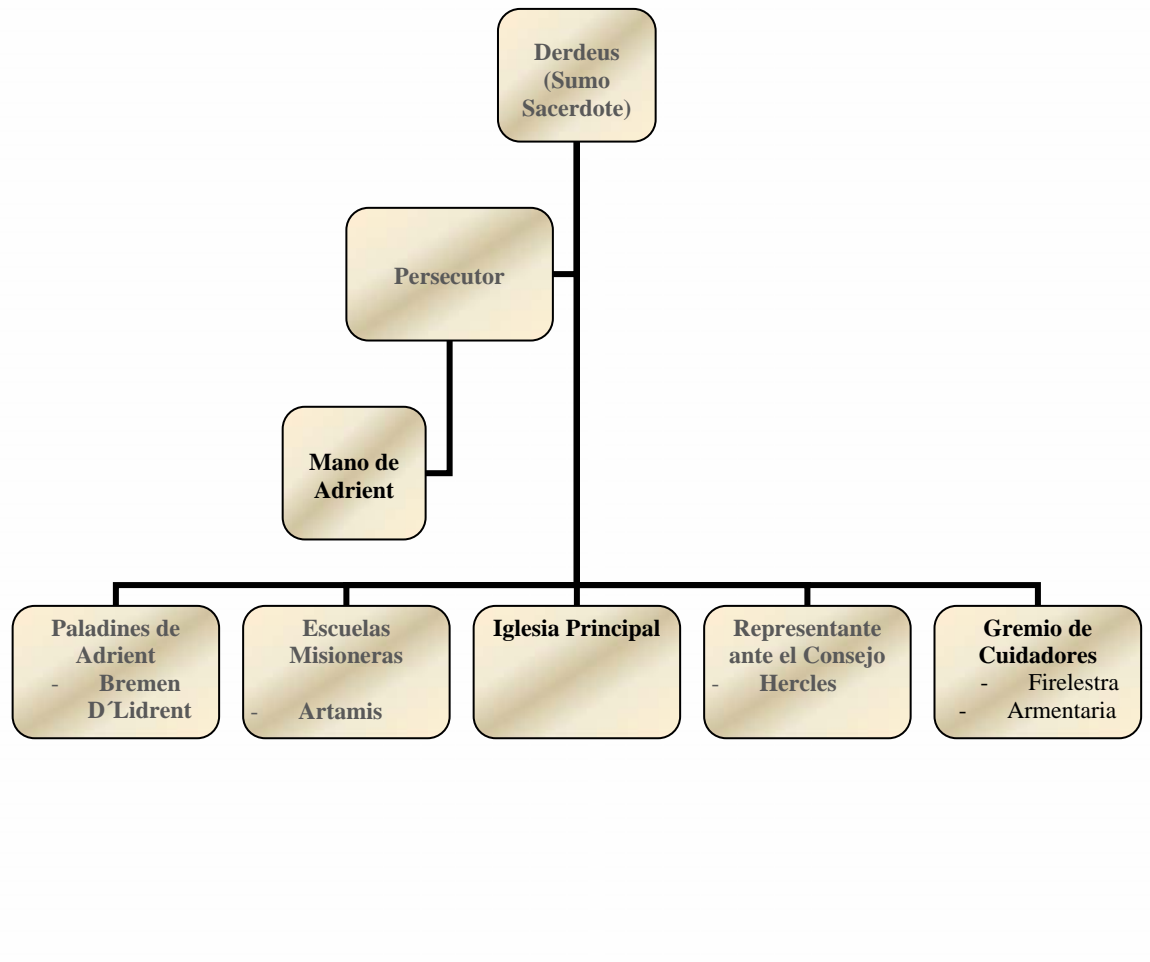 Derdeus
(Sumo
Sacerdote)
Persecutor
Mano de
Adrient
Paladines de
Adrient
- Bremen
D´Lidrent
Escuelas
Misioneras
- Artamis
Iglesia Principal
Representante
ante el Consejo
- Hercles
Gremio de
Cuidadores
- Firelestra
- Armentaria